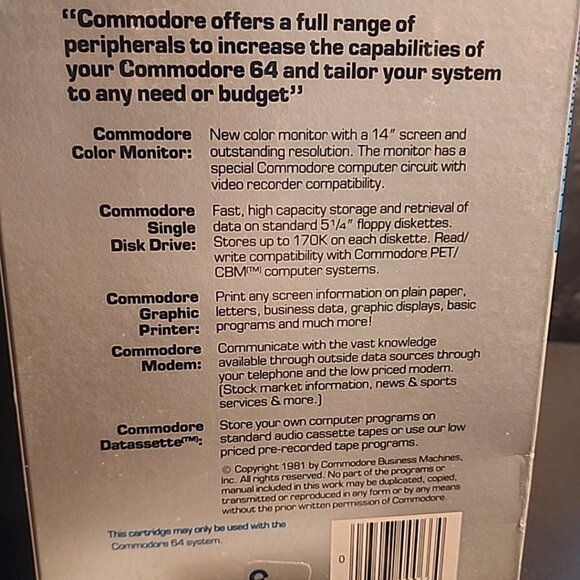 “Commodore offers a full range of
peripherals to increase the capabilities of
your Commodore 64 and tailor your system
to any need or budget”
Commodore
Color Monitor:
New color monitor with a 14″ screen and
outstanding resolution. The monitor has a
special Commodore computer circuit with
video recorder compatibility.
Commodore
Single
Disk Drive:
Fast, high capacity storage and retrieval of
data on standard 5¼″ floppy diskettes.
Stores up to 170K on each diskette. Read/
write compatibility with Commodore PET/
CBM(TM) computer systems.
Commodore
Graphic
Printer:
Print any screen information on plain paper,
letters, business data, graphic displays, basic
programs and much more!
Commodore
Modem:
Communicate with the vast knowledge
available through outside data sources through
your telephone and the low priced modem.
(Stock market information, news & sports
services & more.)
Commodore
Datassette(TM):
Store your own computer programs on
standard audio cassette tapes or use our low
priced pre-recorded tape programs.
© Copyright 1981 by Commodore Business Machines,
Inc. All rights reserved. No part of the programs or
manual included in this work may be duplicated, copied,
transmitted or reproduced in any form or by any means
without the prior written permission of Commodore.
This cartridge may only be used with the
Commodore 64 system.
0